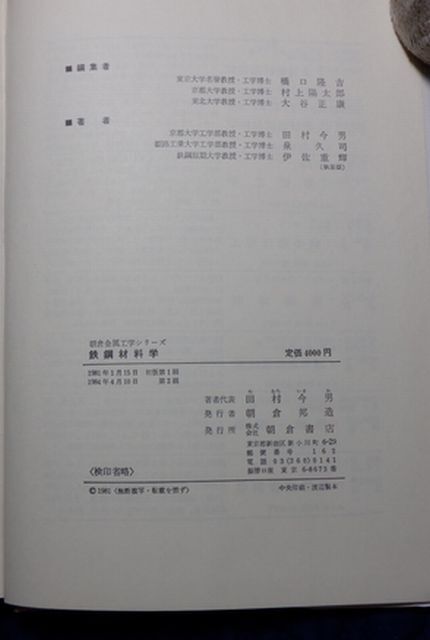 ■編集者
東京大学名誉教授・工学博士 橋口隆吉
京都大学教授・工学博士 村上陽太郎
東北大学教授・工学博士 大谷正康
■著者
京都大学工学部教授・工学博士 田村今男
姫路工業大学工学部教授・工学博士 泉久司
鉄鋼短期大学教授・工学博士 伊佐重輝
(執筆順)
朝倉金属工学シリーズ
鉄鋼材料学 定価4000円
1981年1月15日 初版第1刷
1984年4月10日 第2刷
著者代表 田村今男
発行者 朝倉邦造
発行所 株式会社 朝倉書店
東京都新宿区新小川町6-29
郵便番号 162
電話 03(260)0141
振替口座 東京6-8673番
〈検印省略〉
©1981〈無断複写・転載を禁ず〉 中央印刷・渡辺製本